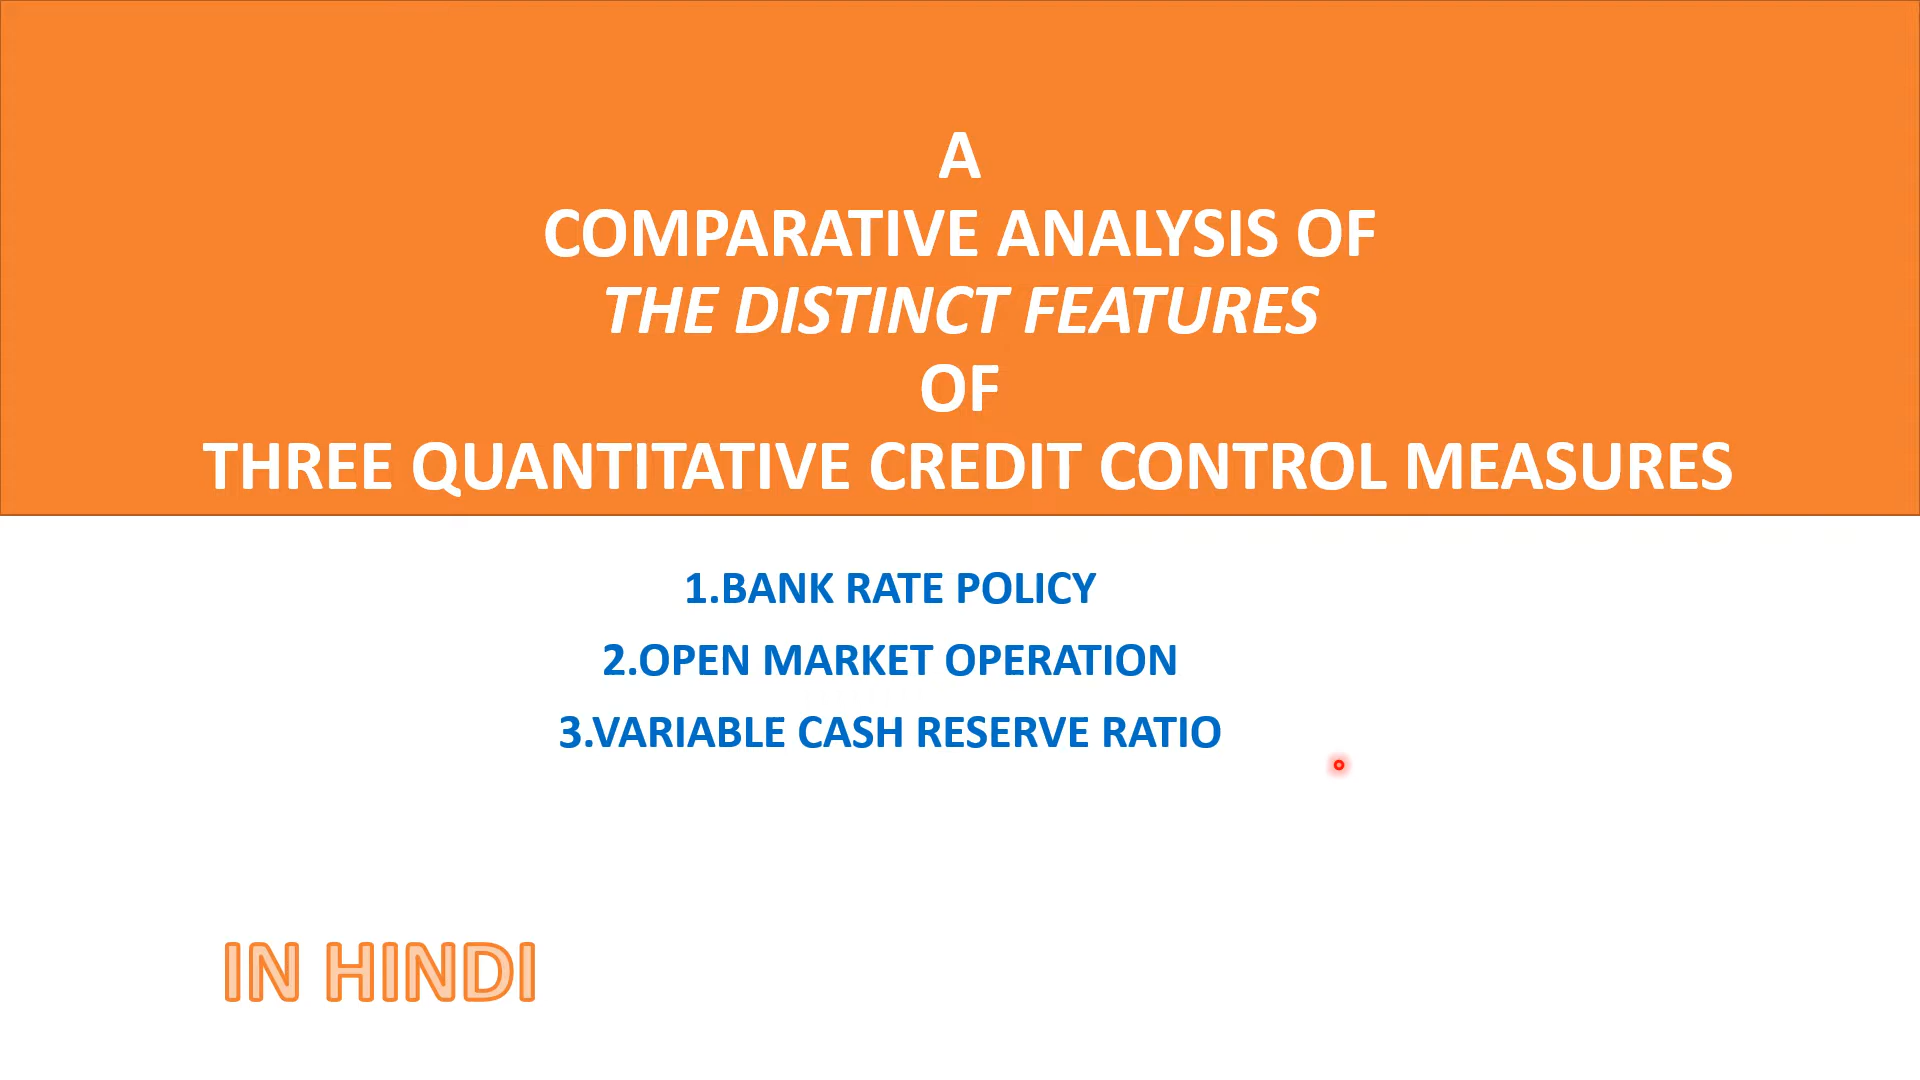 A
COMPARATIVE ANALYSIS OF
THE DISTINCT FEATURES
OF
THREE QUANTITATIVE CREDIT CONTROL MEASURES
1.BANK RATE POLICY
2.OPEN MARKET OPERATION
3.VARIABLE CASH RESERVE RATIO
IN HINDI